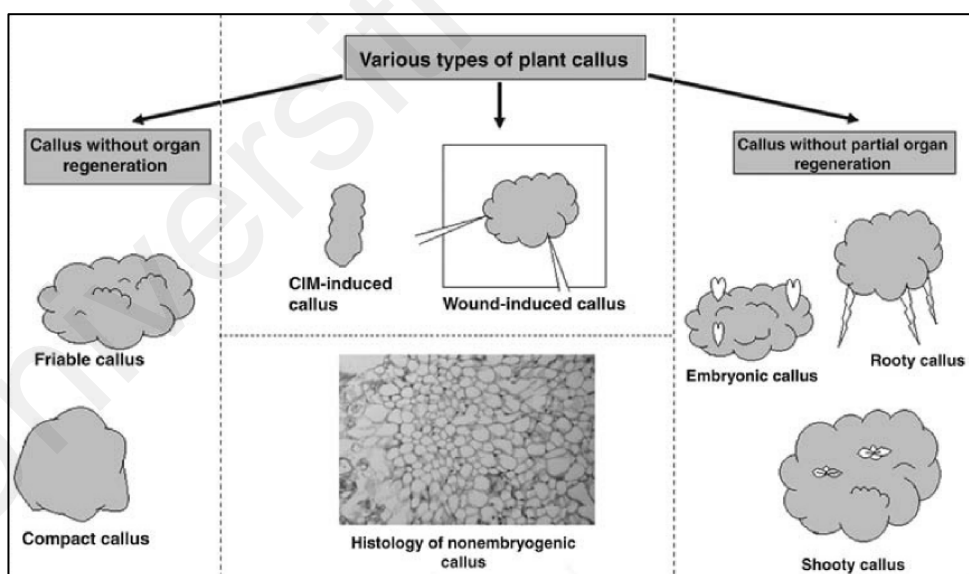 Various types of plant callus
Callus without organ
regeneration
Friable callus
Compact callus
CIM-induced
callus
Wound-induced callus
Histology of nonembryogenic
callus
Callus without partial organ
regeneration
Embryonic callus
Rooty callus
Shooty callus
Universiti